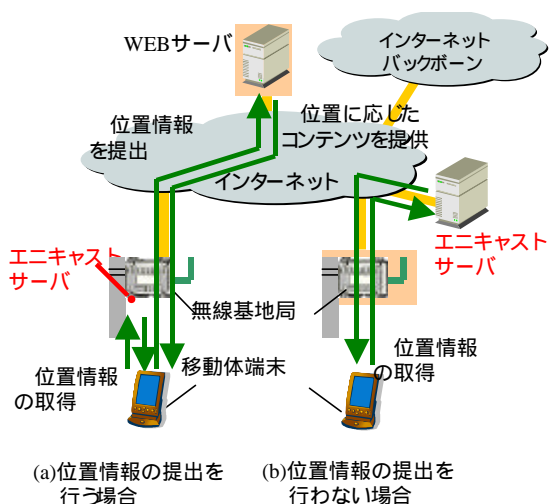 WEBサーバ
インターネット
バックボーン
位置情報
を提出
位置に応じた
コンテンツを提供
インターネット
エニキャスト
サーバ
エニキャスト
サーバ
無線基地局
移動体端末
位置情報
の取得
位置情報
の取得
(a)位置情報の提出を
行う場合
(b)位置情報の提出を
行わない場合